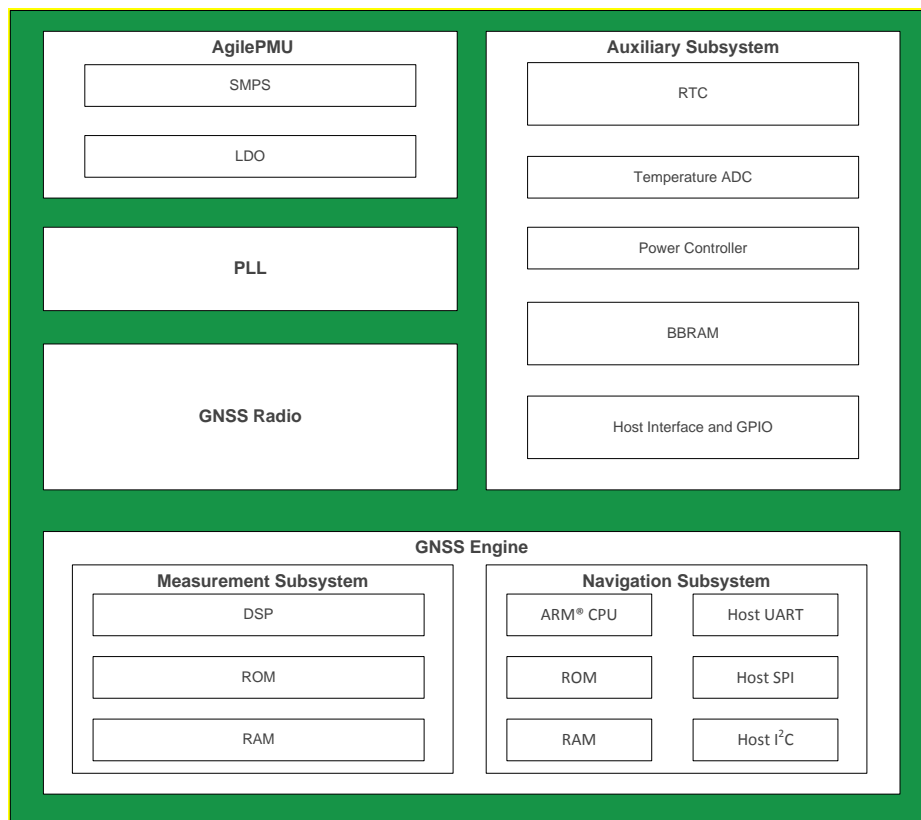 AgilePMU
SMPS
LDO
PLL
GNSS Radio
Auxiliary Subsystem
RTC
Temperature ADC
Power Controller
BBRAM
Host Interface and GPIO
GNSS Engine
Measurement Subsystem
DSP
ROM
RAM
Navigation Subsystem
ARM® CPU
ROM
RAM
Host UART
Host SPI
Host I²C